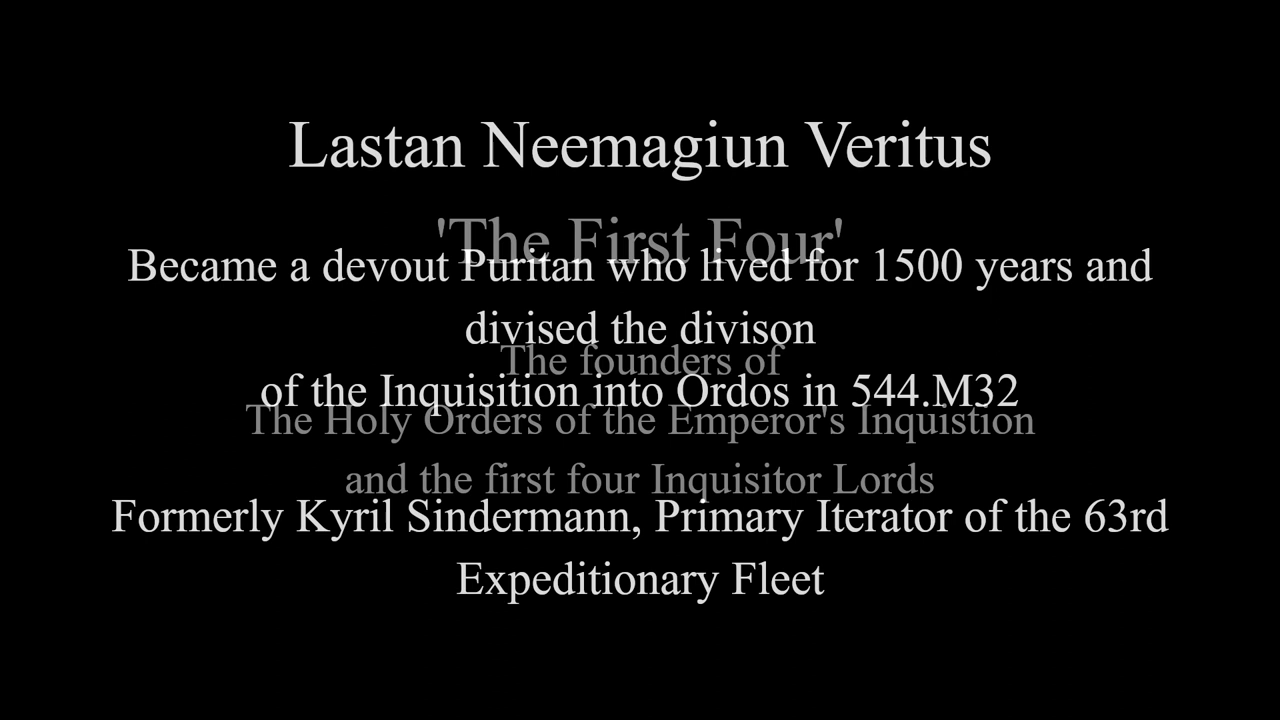 Lastan Neemagiun Veritus
'The First Four'
Became a devout Puritan who lived for 1500 years and
divised the divison
The founders of
of the Inquisition into Ordos in 544.M32
The Holy Orders of the Emperor's Inquistion
and the first four Inquisitor Lords
Formerly Kyril Sindermann, Primary Iterator of the 63rd
Expeditionary Fleet